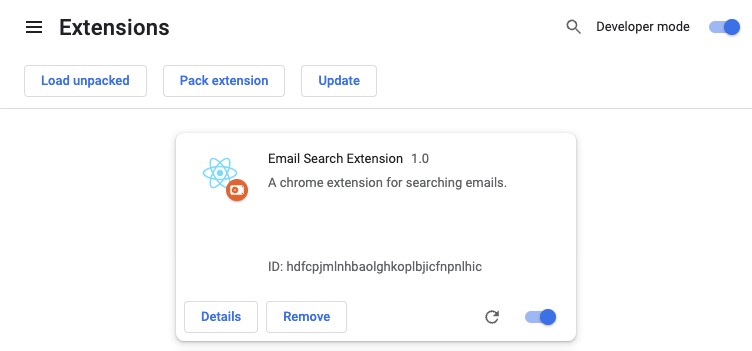 Extensions
Developer mode
Load unpacked
Pack extension
Update
Email Search Extension 1.0
A chrome extension for searching emails.
ID: hdfcpjmlnhbaolghkoplbjicfnpnlhic
Details
Remove